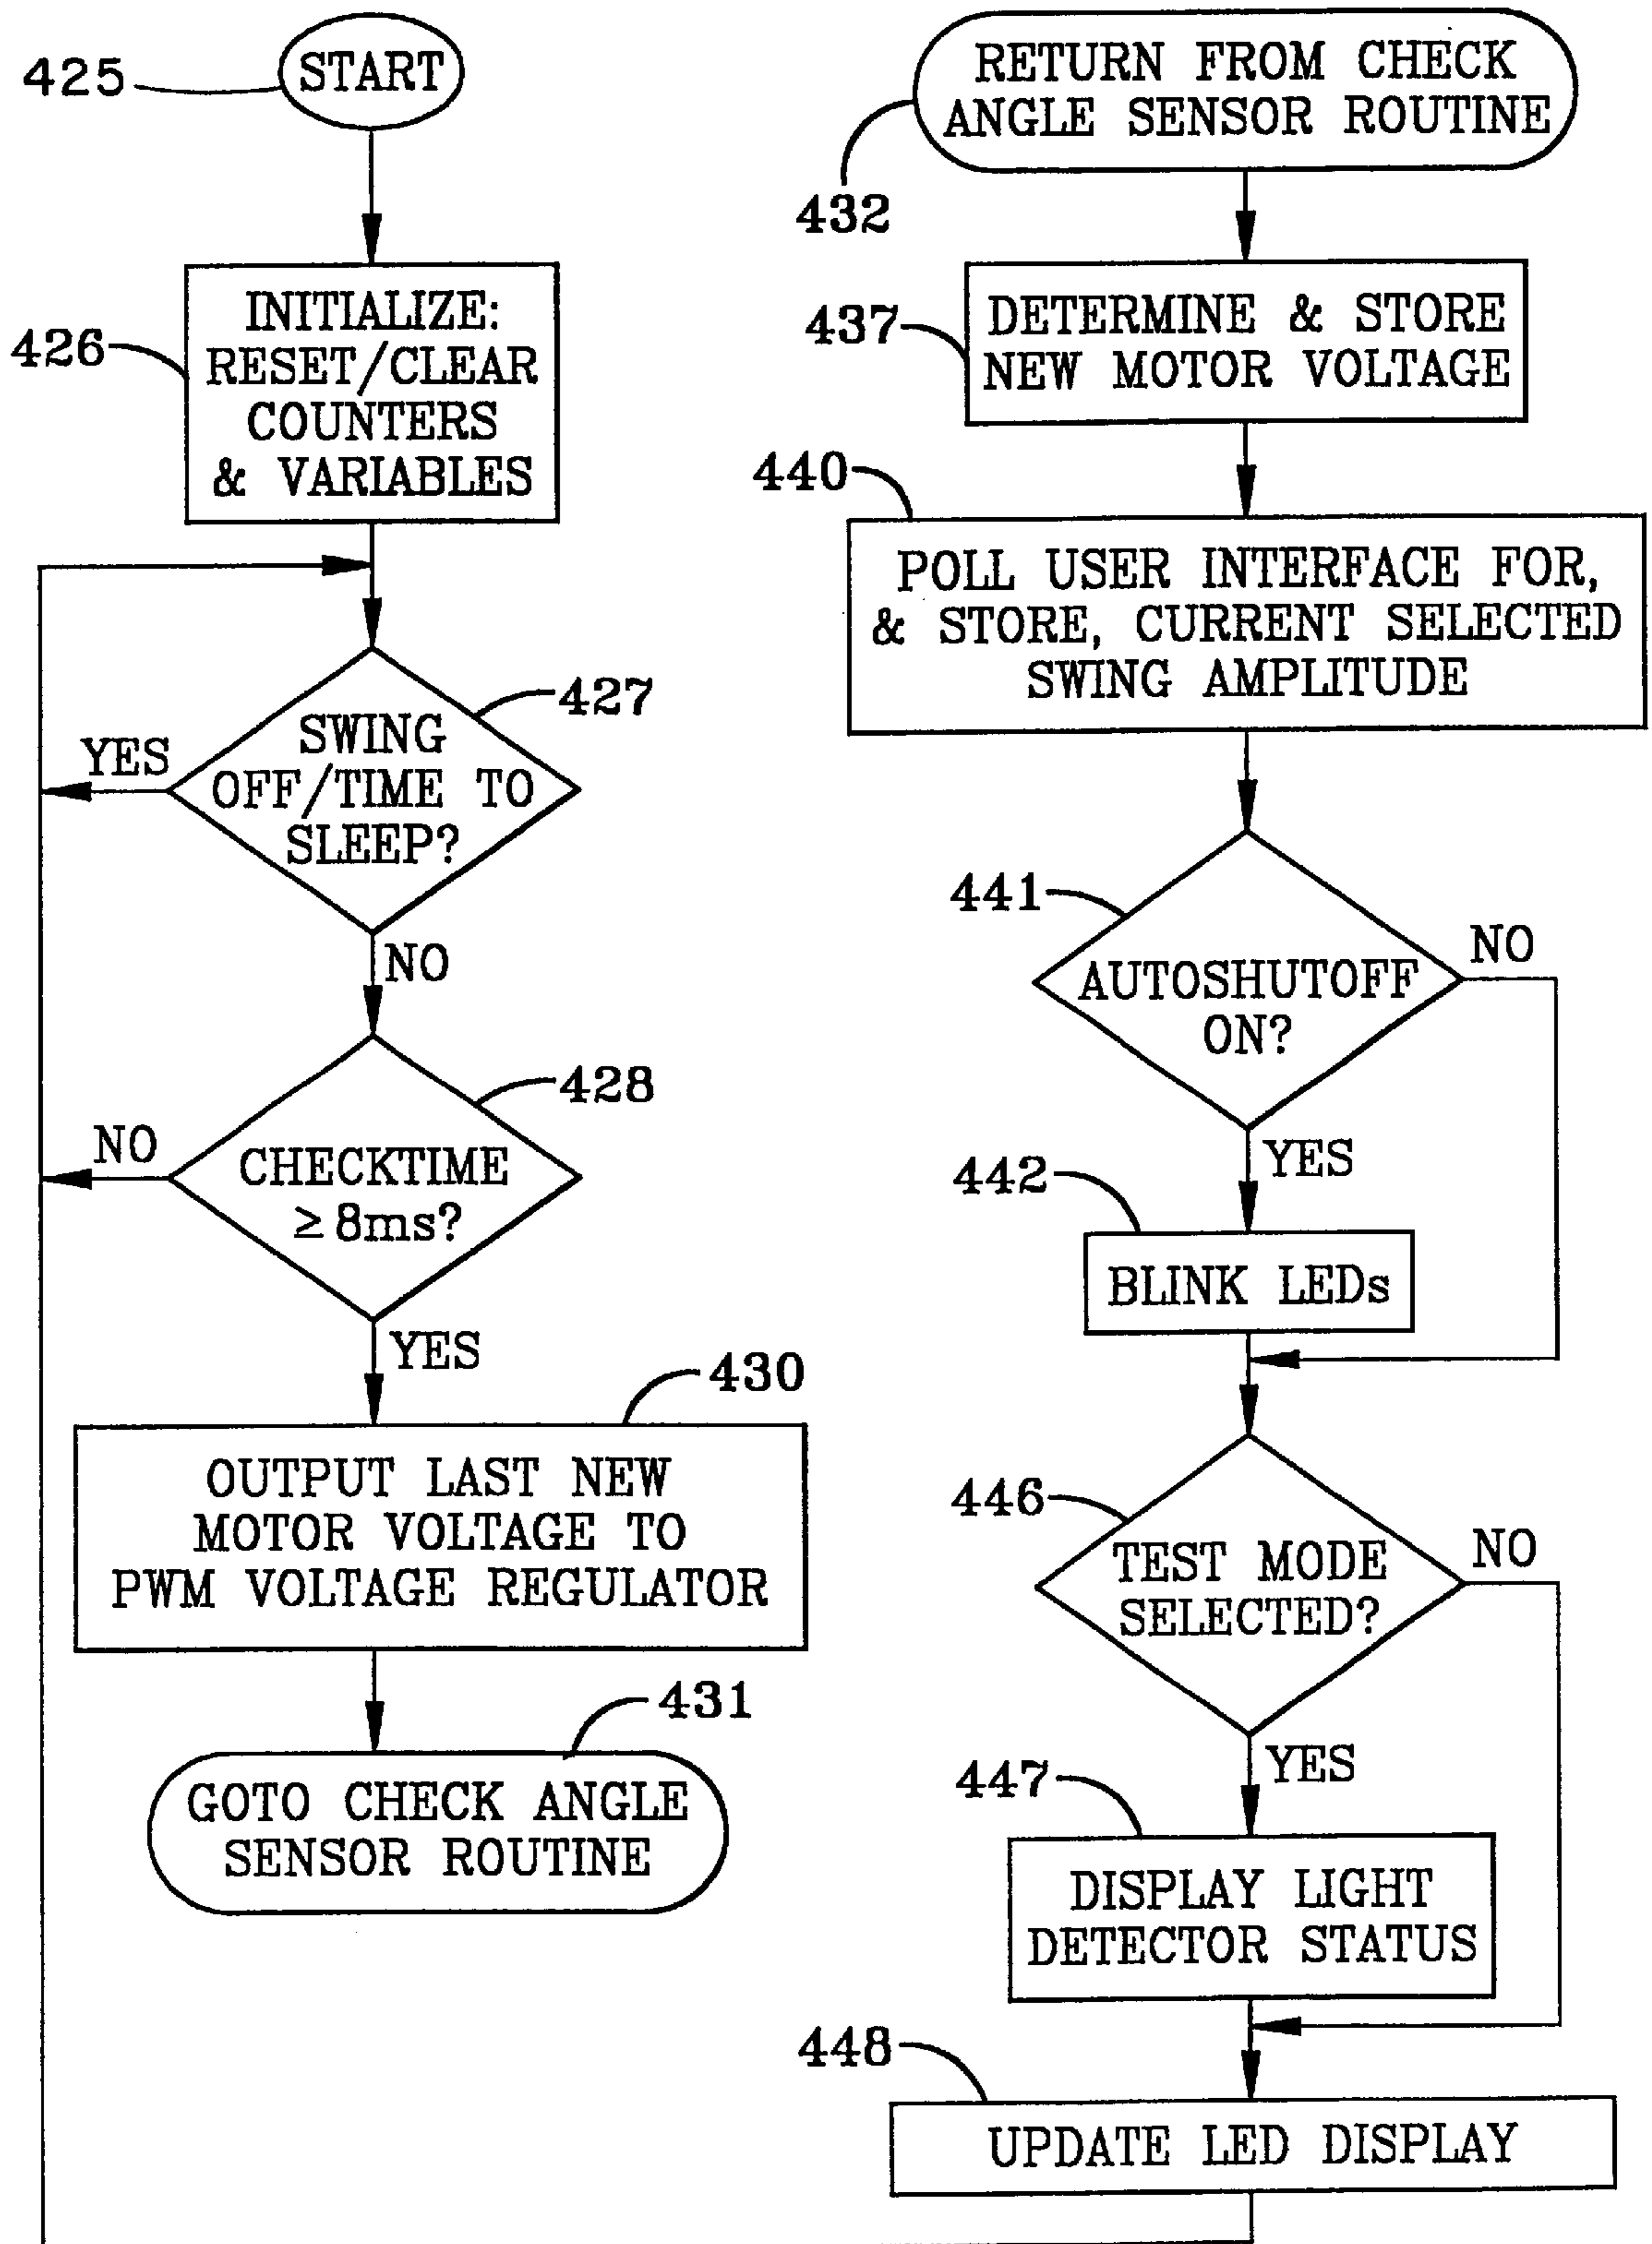 425
START
426
INITIALIZE:
RESET/CLEAR
COUNTERS
& VARIABLES
427
SWING
OFF/TIME TO
SLEEP?
YES
NO
428
CHECKTIME
≥ 8ms?
NO
YES
430
OUTPUT LAST NEW
MOTOR VOLTAGE TO
PWM VOLTAGE REGULATOR
431
GOTO CHECK ANGLE
SENSOR ROUTINE
RETURN FROM CHECK
ANGLE SENSOR ROUTINE
432
437
DETERMINE & STORE
NEW MOTOR VOLTAGE
440
POLL USER INTERFACE FOR,
& STORE, CURRENT SELECTED
SWING AMPLITUDE
441
AUTOSHUTOFF
ON?
NO
YES
442
BLINK LEDs
446
TEST MODE
SELECTED?
NO
YES
447
DISPLAY LIGHT
DETECTOR STATUS
448
UPDATE LED DISPLAY